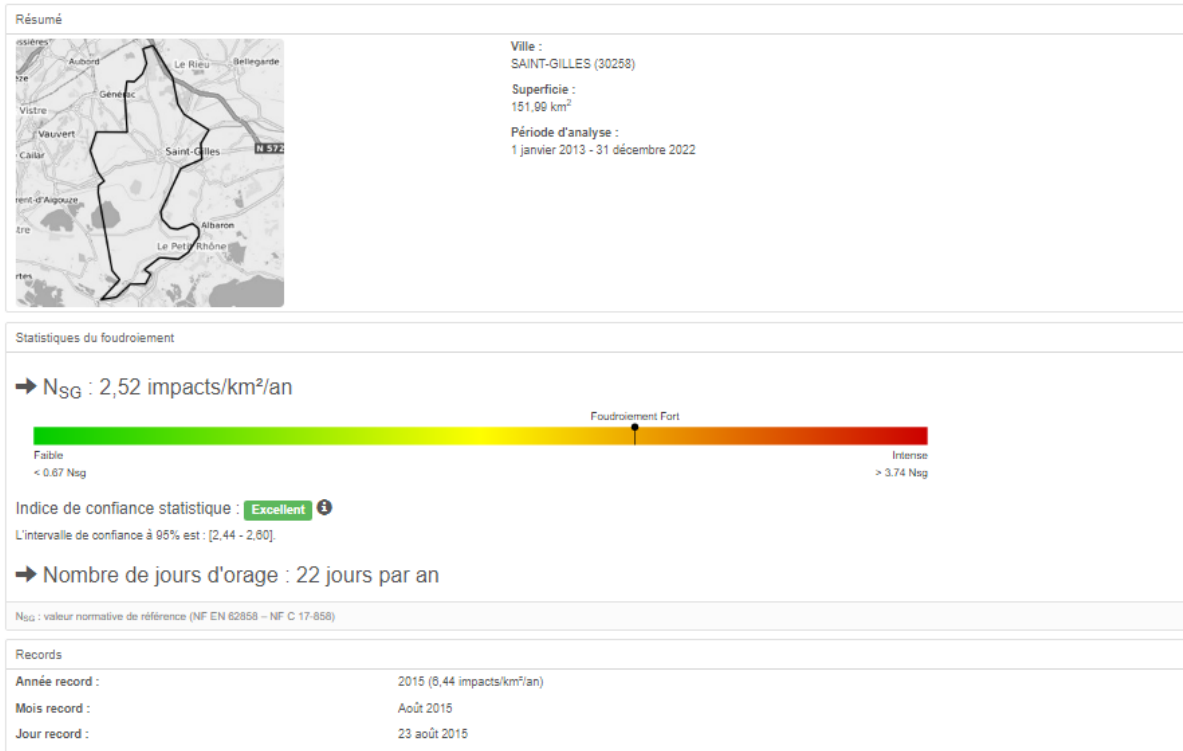 Résumé
Aubord
Le Rieu
Bellegarde
Générac
Vistre
Vauvert
Cailar
Saint-Gilles
N 572
Albaron
Le Petit Rhône
Ville :
SAINT-GILLES (30258)
Superficie :
151,99 km²
Période d'analyse :
1 janvier 2013 - 31 décembre 2022
Statistiques du foudroiement
➔ NSG : 2,52 impacts/km²/an
Foudroiement Fort
Faible
Intense
< 0.67 Nsg
> 3.74 Nsg
Indice de confiance statistique : Excellent
L'intervalle de confiance à 95% est : [2,44 - 2,60].
➔ Nombre de jours d'orage : 22 jours par an
NSG : valeur normative de référence (NF EN 62858 – NF C 17-858)
Records
Année record :
2015 (6,44 impacts/km²/an)
Mois record :
Août 2015
Jour record :
23 août 2015